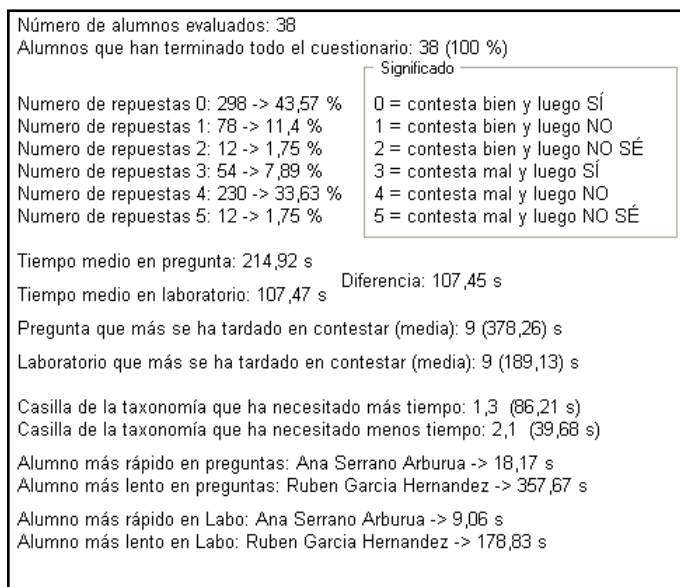 Número de alumnos evaluados: 38
Alumnos que han terminado todo el cuestionario: 38 (100 %)
Significado
Numero de repuestas 0: 298 -> 43,57 %
Numero de repuestas 1: 78 -> 11,4 %
Numero de repuestas 2: 12 -> 1,75 %
Numero de repuestas 3: 54 -> 7,89 %
Numero de repuestas 4: 230 -> 33,63 %
Numero de repuestas 5: 12 -> 1,75 %
0 = contesta bien y luego SÍ
1 = contesta bien y luego NO
2 = contesta bien y luego NO SÉ
3 = contesta mal y luego SÍ
4 = contesta mal y luego NO
5 = contesta mal y luego NO SÉ
Tiempo medio en pregunta: 214,92 s
Diferencia: 107,45 s
Tiempo medio en laboratorio: 107,47 s
Pregunta que más se ha tardado en contestar (media): 9 (378,26) s
Laboratorio que más se ha tardado en contestar (media): 9 (189,13) s
Casilla de la taxonomía que ha necesitado más tiempo: 1,3 (86,21 s)
Casilla de la taxonomía que ha necesitado menos tiempo: 2,1 (39,68 s)
Alumno más rápido en preguntas: Ana Serrano Arburua -> 18,17 s
Alumno más lento en preguntas: Ruben Garcia Hernandez -> 357,67 s
Alumno más rápido en Labo: Ana Serrano Arburua -> 9,06 s
Alumno más lento en Labo: Ruben Garcia Hernandez -> 178,83 s